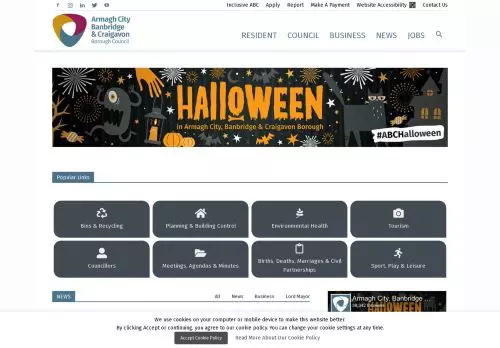 Inclusive ABC Apply Report Make A Payment Website Accessibility Contact Us
Armagh City
Banbridge
& Craigavon
Borough Council
RESIDENT COUNCIL BUSINESS NEWS JOBS
HALLOWEEN
in Armagh City, Banbridge & Craigavon Borough
#ABCHalloween
Popular Links
Bins & Recycling
Planning & Building Control
Environmental Health
Tourism
Councillors
Meetings, Agendas & Minutes
Births, Deaths, Marriages & Civil
Partnerships
Sport, Play & Leisure
NEWS
All News Business Lord Mayor
Armagh City, Banbridge ...
We use cookies on your computer or mobile device to make this website better.
By clicking Accept or continuing, you agree to our cookie policy. You can change your cookie settings at any time.
Accept Cookie Policy
Read More About Our Cookie Policy